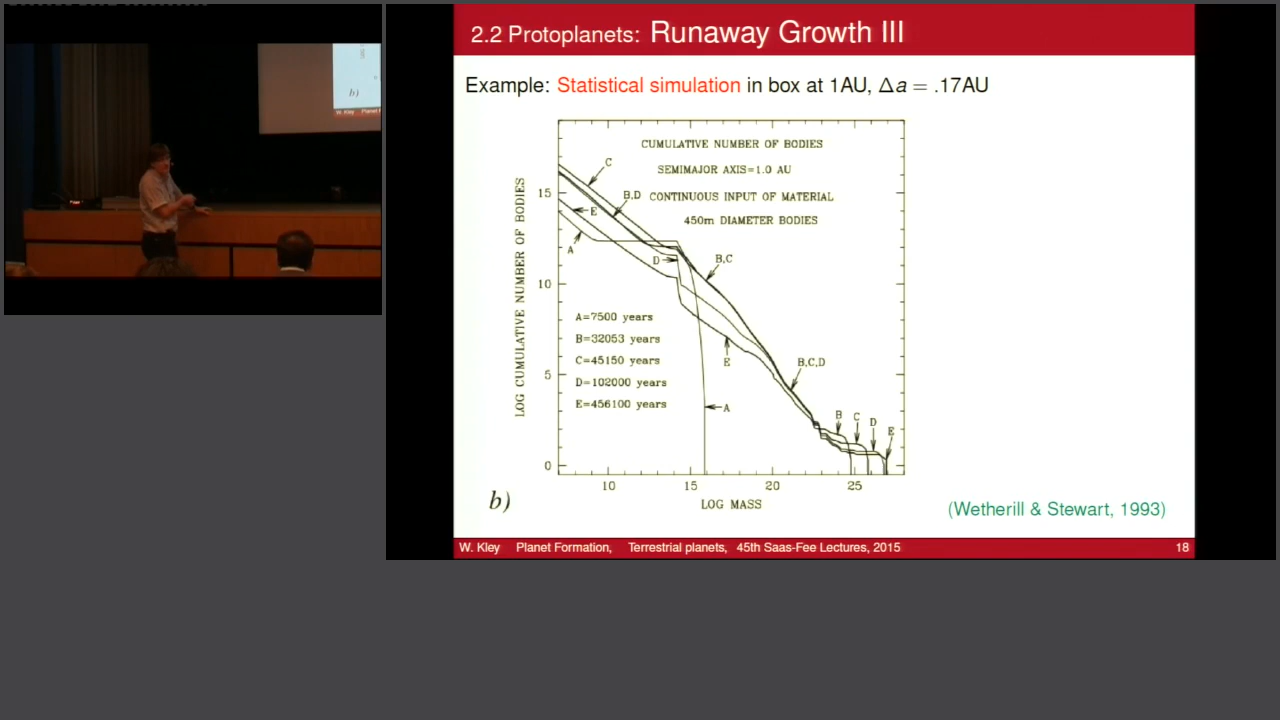 2.2 Protoplanets: Runaway Growth III
Example: Statistical simulation in box at 1AU, Δa = .17AU
CUMULATIVE NUMBER OF BODIES
SEMIMAJOR AXIS=1.0 AU
CONTINUOUS INPUT OF MATERIAL
450m DIAMETER BODIES
C
B,D
E
A
D
B,C
E
B,C,D
A
B
C
D
E
A=7500 years
B=32053 years
C=45150 years
D=102000 years
E=456100 years
LOG CUMULATIVE NUMBER OF BODIES
15
10
5
0
10
15
20
25
LOG MASS
b)
(Wetherill & Stewart, 1993)
W. Kley Planet Formation, Terrestrial planets, 45th Saas-Fee Lectures, 2015 18
b)
W. Kley Planet F